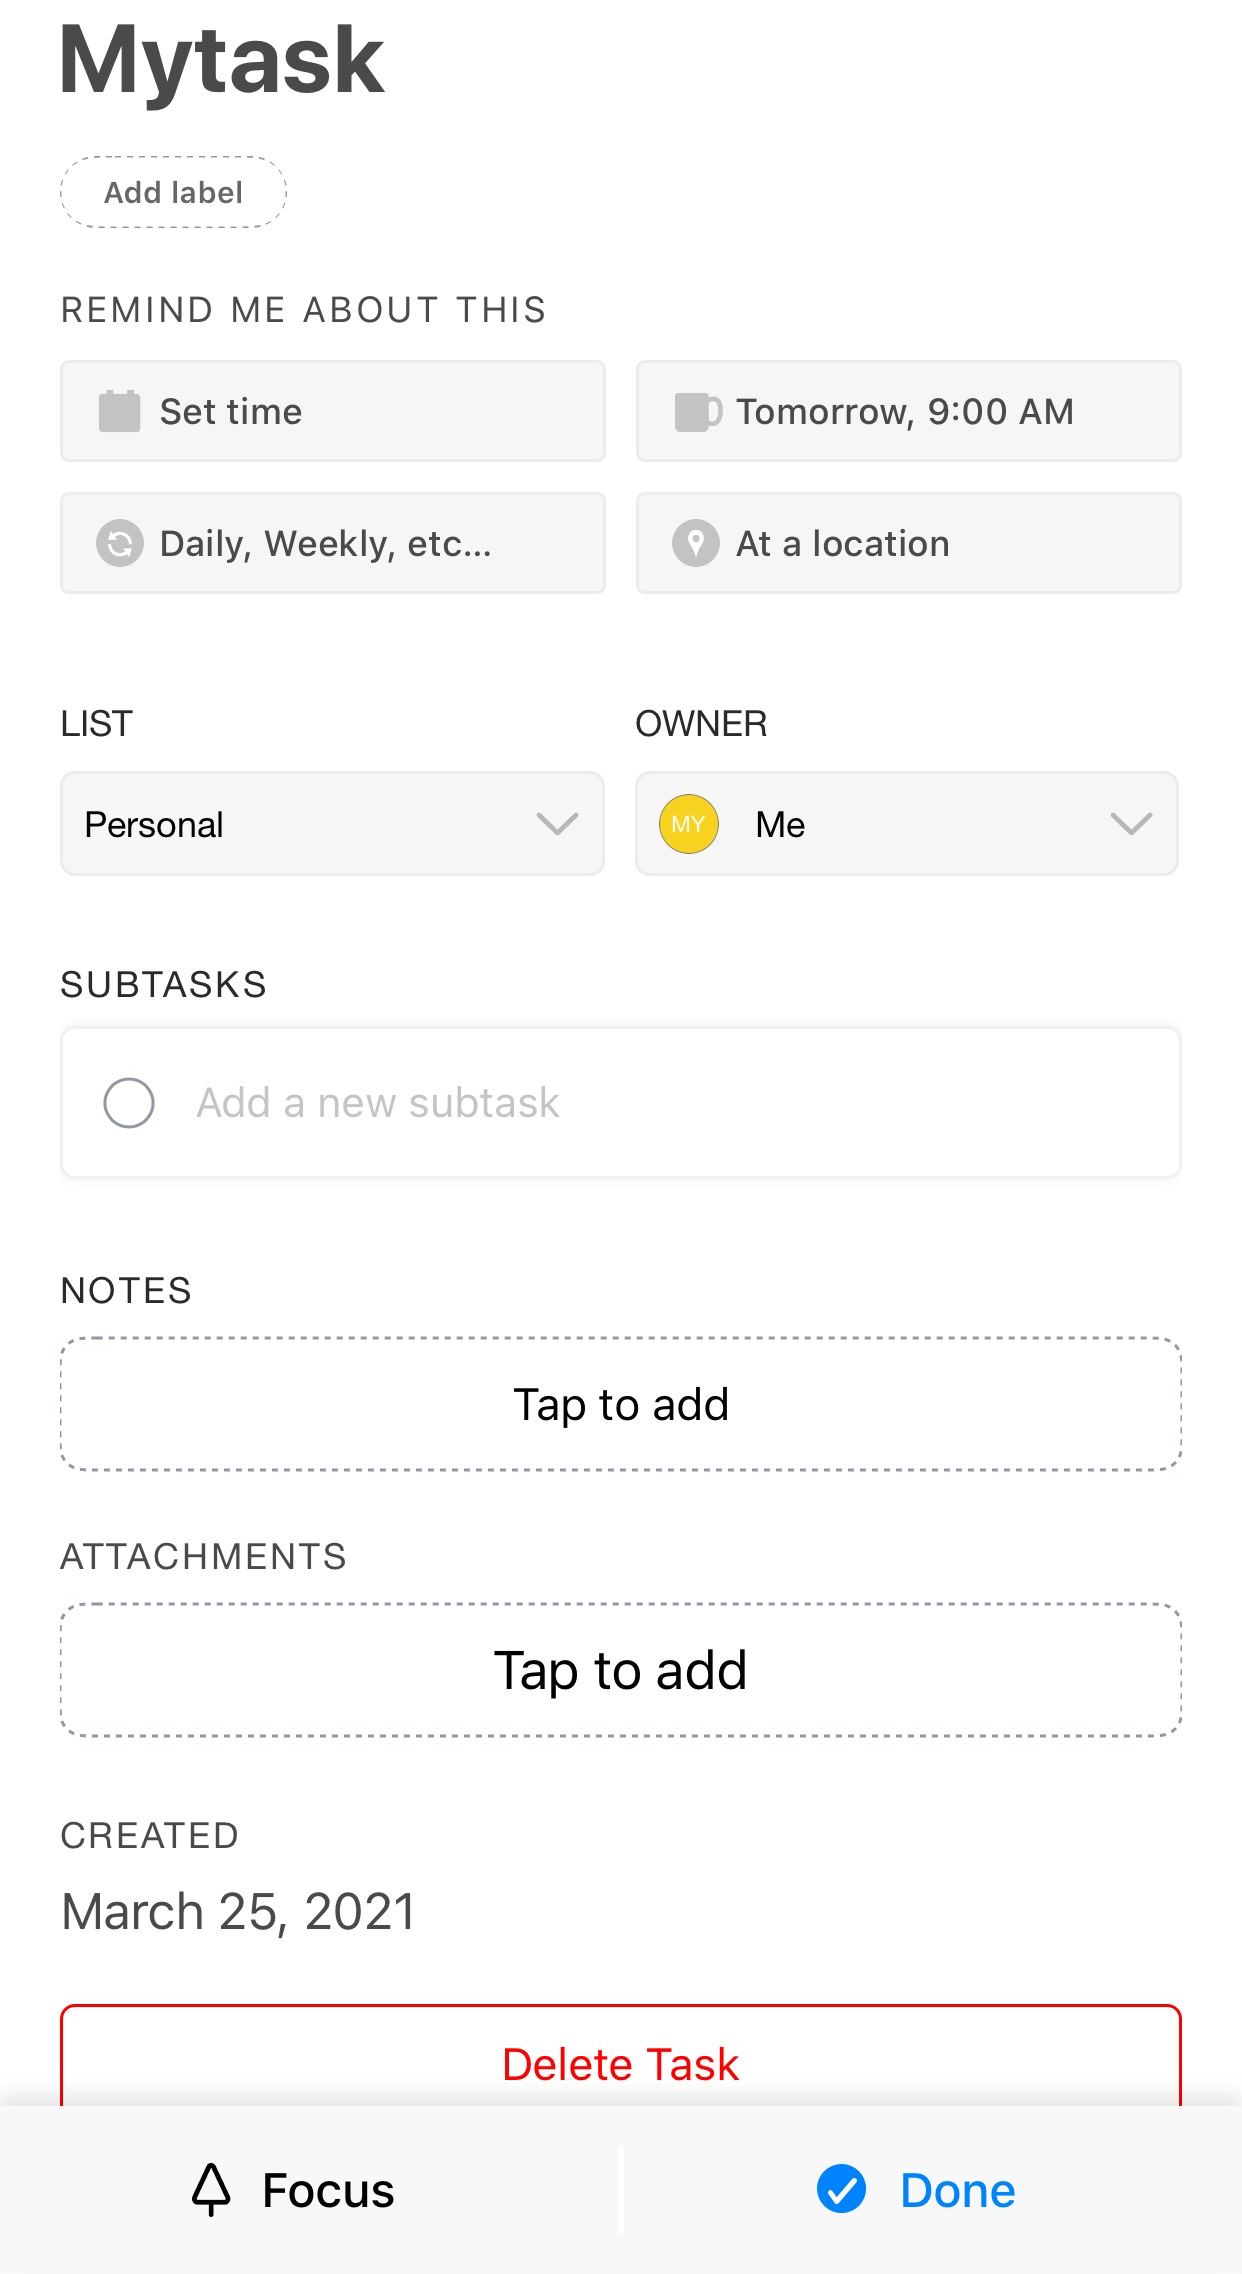 Mytask
Add label
REMIND ME ABOUT THIS
Set time
Tomorrow, 9:00 AM
Daily, Weekly, etc...
At a location
LIST
OWNER
Personal
MY Me
SUBTASKS
Add a new subtask
NOTES
Tap to add
ATTACHMENTS
Tap to add
CREATED
March 25, 2021
Delete Task
Focus
Done